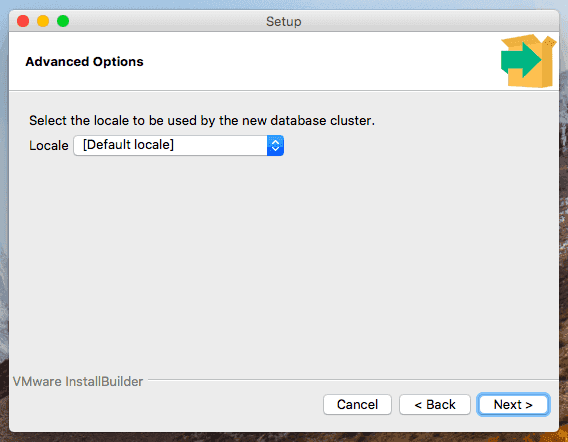 Setup
Advanced Options
Select the locale to be used by the new database cluster.
Locale [Default locale]
VMware InstallBuilder
Cancel < Back Next >